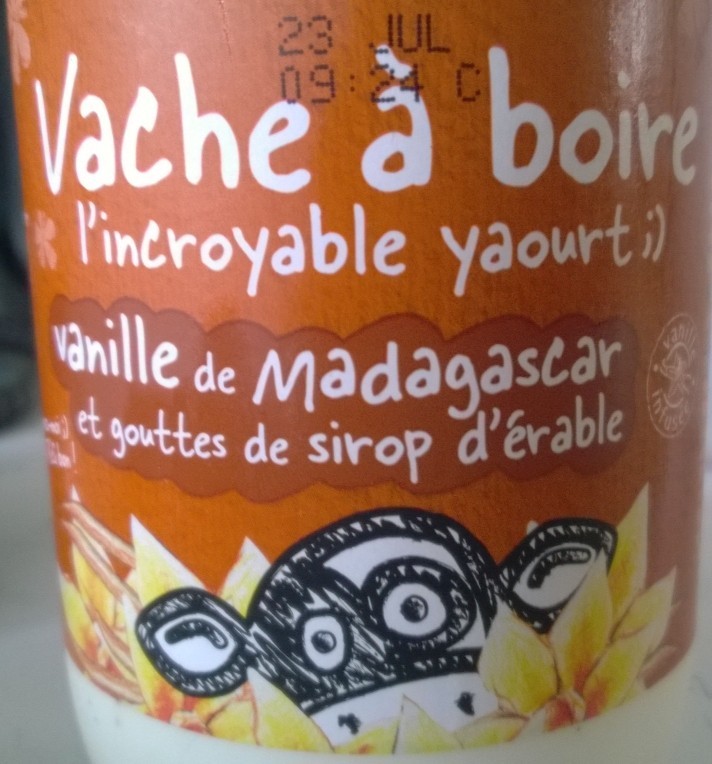 23 JUL
09:24 C
Vache à boire
l'incroyable yaourt ;)
vanille de Madagascar
et gouttes de sirop d'érable